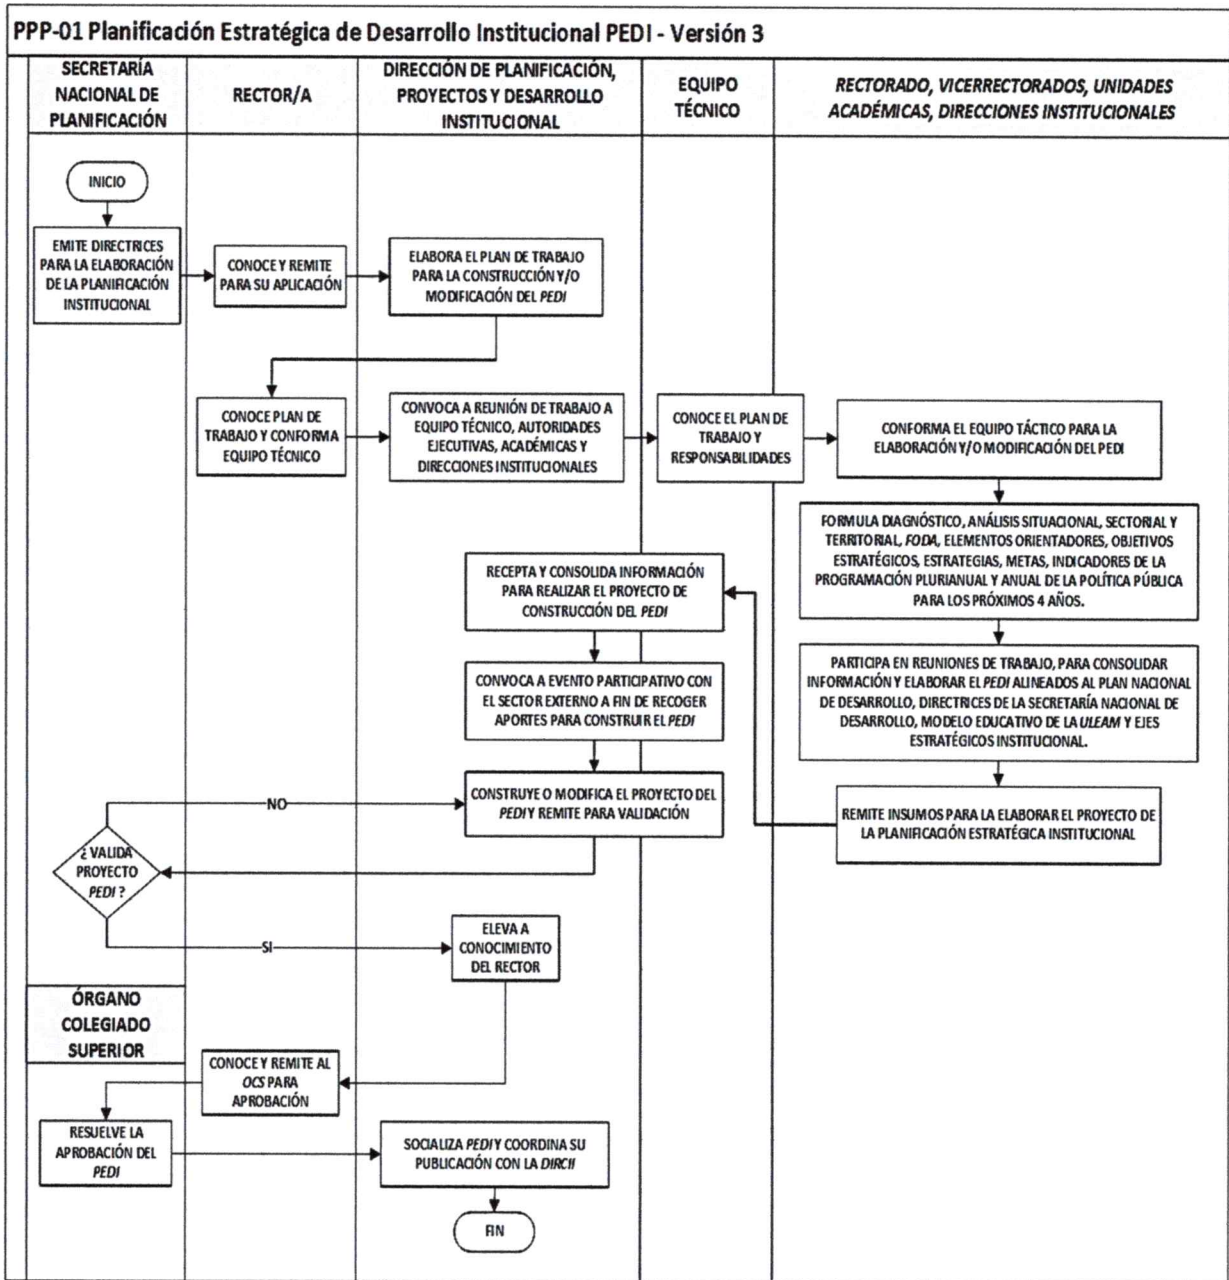 PPP-01 Planificación Estratégica de Desarrollo Institucional PEDI - Versión 3
SECRETARÍA
NACIONAL DE
PLANIFICACIÓN
RECTOR/A
DIRECCIÓN DE PLANIFICACIÓN,
PROYECTOS Y DESARROLLO
INSTITUCIONAL
EQUIPO
TÉCNICO
RECTORADO, VICERRECTORADOS, UNIDADES
ACADÉMICAS, DIRECCIONES INSTITUCIONALES
INICIO
EMITE DIRECTRICES
PARA LA ELABORACIÓN
DE LA PLANIFICACIÓN
INSTITUCIONAL
CONOCE Y REMITE
PARA SU APLICACIÓN
ELABORA EL PLAN DE TRABAJO
PARA LA CONSTRUCCIÓN Y/O
MODIFICACIÓN DEL PEDI
CONOCE PLAN DE
TRABAJO Y CONFORMA
EQUIPO TÉCNICO
CONVOCA A REUNIÓN DE TRABAJO A
EQUIPO TÉCNICO, AUTORIDADES
EJECUTIVAS, ACADÉMICAS Y
DIRECCIONES INSTITUCIONALES
CONOCE EL PLAN DE
TRABAJO Y
RESPONSABILIDADES
CONFORMA EL EQUIPO TÁCTICO PARA LA
ELABORACIÓN Y/O MODIFICACIÓN DEL PEDI
FORMULA DIAGNÓSTICO, ANÁLISIS SITUACIONAL, SECTORIAL Y
TERRITORIAL, FODA, ELEMENTOS ORIENTADORES, OBJETIVOS
ESTRATÉGICOS, ESTRATEGIAS, METAS, INDICADORES DE LA
PROGRAMACIÓN PLURIANUAL Y ANUAL DE LA POLÍTICA PÚBLICA
PARA LOS PRÓXIMOS 4 AÑOS.
RECEPTA Y CONSOLIDA INFORMACIÓN
PARA REALIZAR EL PROYECTO DE
CONSTRUCCIÓN DEL PEDI
PARTICIPA EN REUNIONES DE TRABAJO, PARA CONSOLIDAR
INFORMACIÓN Y ELABORAR EL PEDI ALINEADOS AL PLAN NACIONAL
DE DESARROLLO, DIRECTRICES DE LA SECRETARÍA NACIONAL DE
DESARROLLO, MODELO EDUCATIVO DE LA ULEAM Y EJES
ESTRATÉGICOS INSTITUCIONAL.
CONVOCA A EVENTO PARTICIPATIVO CON
EL SECTOR EXTERNO A FIN DE RECOGER
APORTES PARA CONSTRUIR EL PEDI
CONSTRUYE O MODIFICA EL PROYECTO DEL
PEDI Y REMITE PARA VALIDACIÓN
REMITE INSUMOS PARA LA ELABORAR EL PROYECTO DE
LA PLANIFICACIÓN ESTRATÉGICA INSTITUCIONAL
NO
¿ VALIDA
PROYECTO
PEDI ?
SI
ELEVA A
CONOCIMIENTO
DEL RECTOR
ÓRGANO
COLEGIADO
SUPERIOR
CONOCE Y REMITE AL
OCS PARA
APROBACIÓN
RESUELVE LA
APROBACIÓN DEL
PEDI
SOCIALIZA PEDI Y COORDINA SU
PUBLICACIÓN CON LA DIRCII
FIN